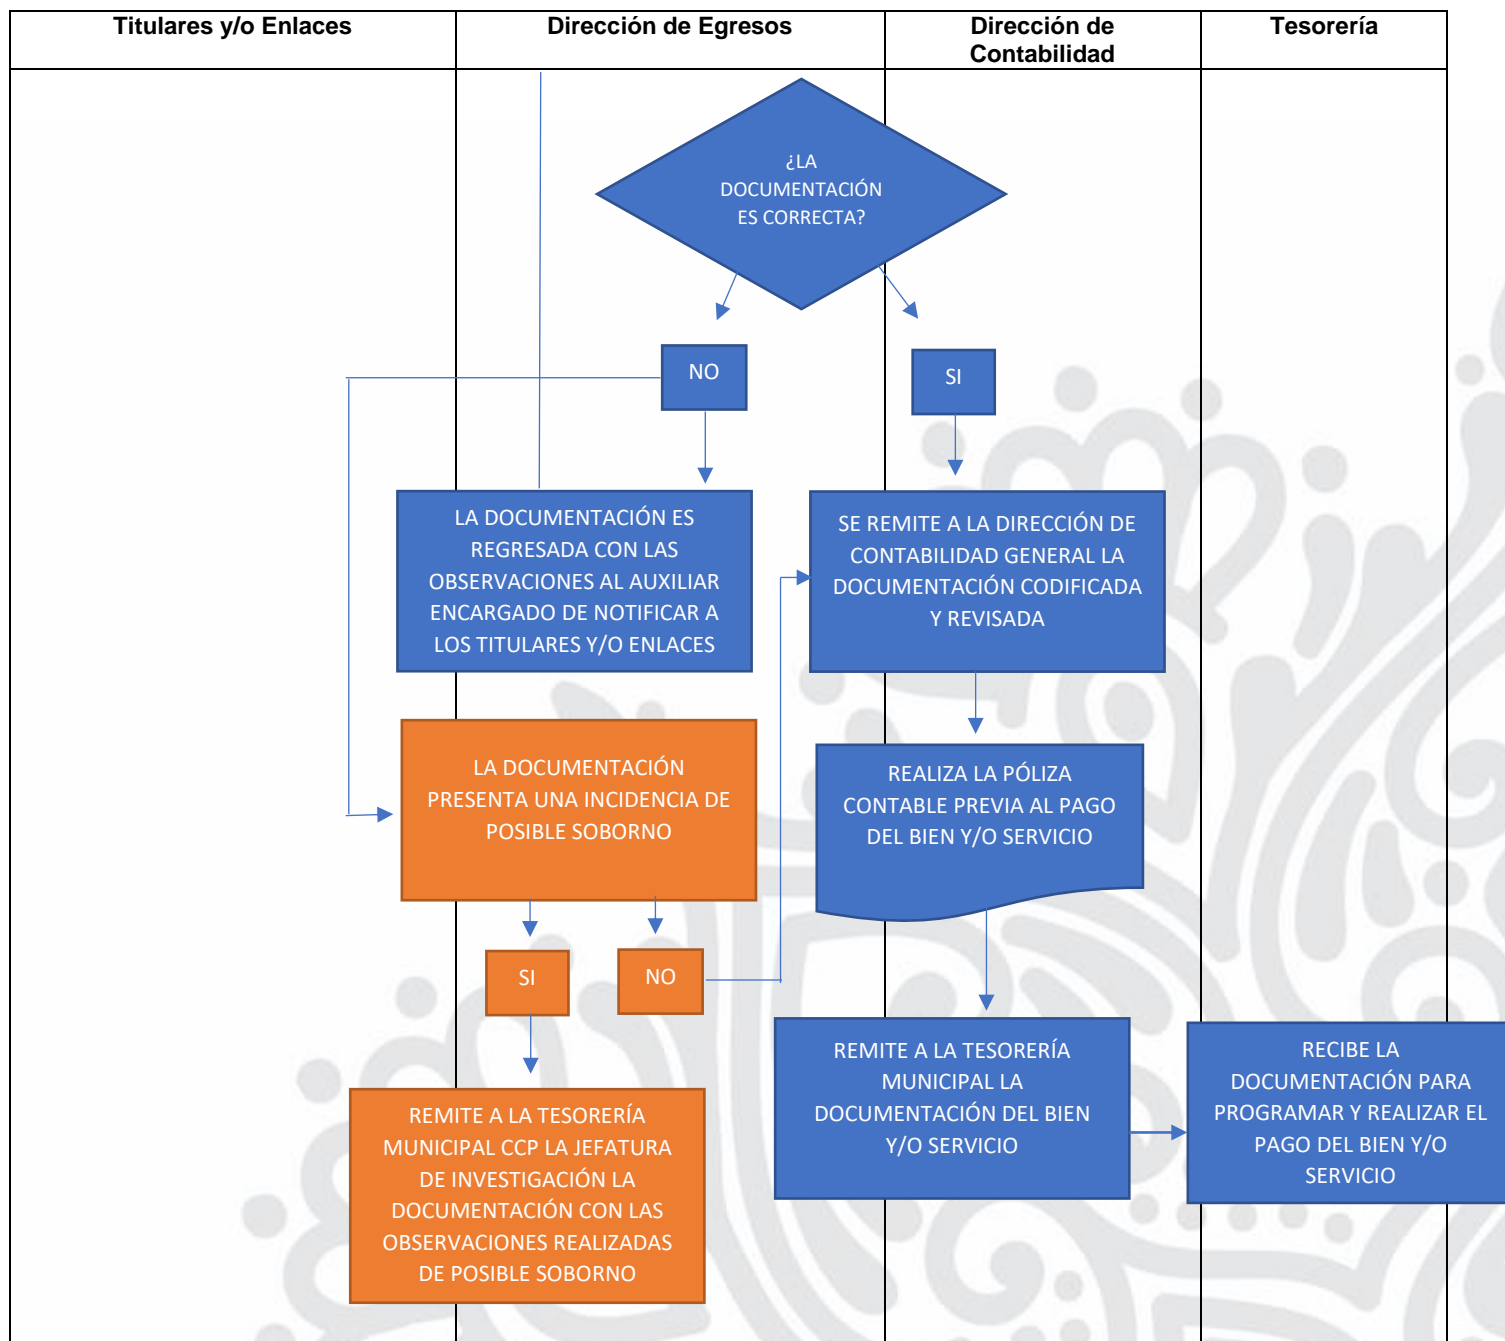 Titulares y/o Enlaces
Dirección de Egresos
Dirección de
Contabilidad
Tesorería
¿LA
DOCUMENTACIÓN
ES CORRECTA?
NO
SI
LA DOCUMENTACIÓN ES
REGRESADA CON LAS
OBSERVACIONES AL AUXILIAR
ENCARGADO DE NOTIFICAR A
LOS TITULARES Y/O ENLACES
SE REMITE A LA DIRECCIÓN DE
CONTABILIDAD GENERAL LA
DOCUMENTACIÓN CODIFICADA
Y REVISADA
LA DOCUMENTACIÓN
PRESENTA UNA INCIDENCIA DE
POSIBLE SOBORNO
REALIZA LA PÓLIZA
CONTABLE PREVIA AL PAGO
DEL BIEN Y/O SERVICIO
SI
NO
REMITE A LA TESORERÍA
MUNICIPAL CCP LA JEFATURA
DE INVESTIGACIÓN LA
DOCUMENTACIÓN CON LAS
OBSERVACIONES REALIZADAS
DE POSIBLE SOBORNO
REMITE A LA TESORERÍA
MUNICIPAL LA
DOCUMENTACIÓN DEL BIEN
Y/O SERVICIO
RECIBE LA
DOCUMENTACIÓN PARA
PROGRAMAR Y REALIZAR EL
PAGO DEL BIEN Y/O
SERVICIO